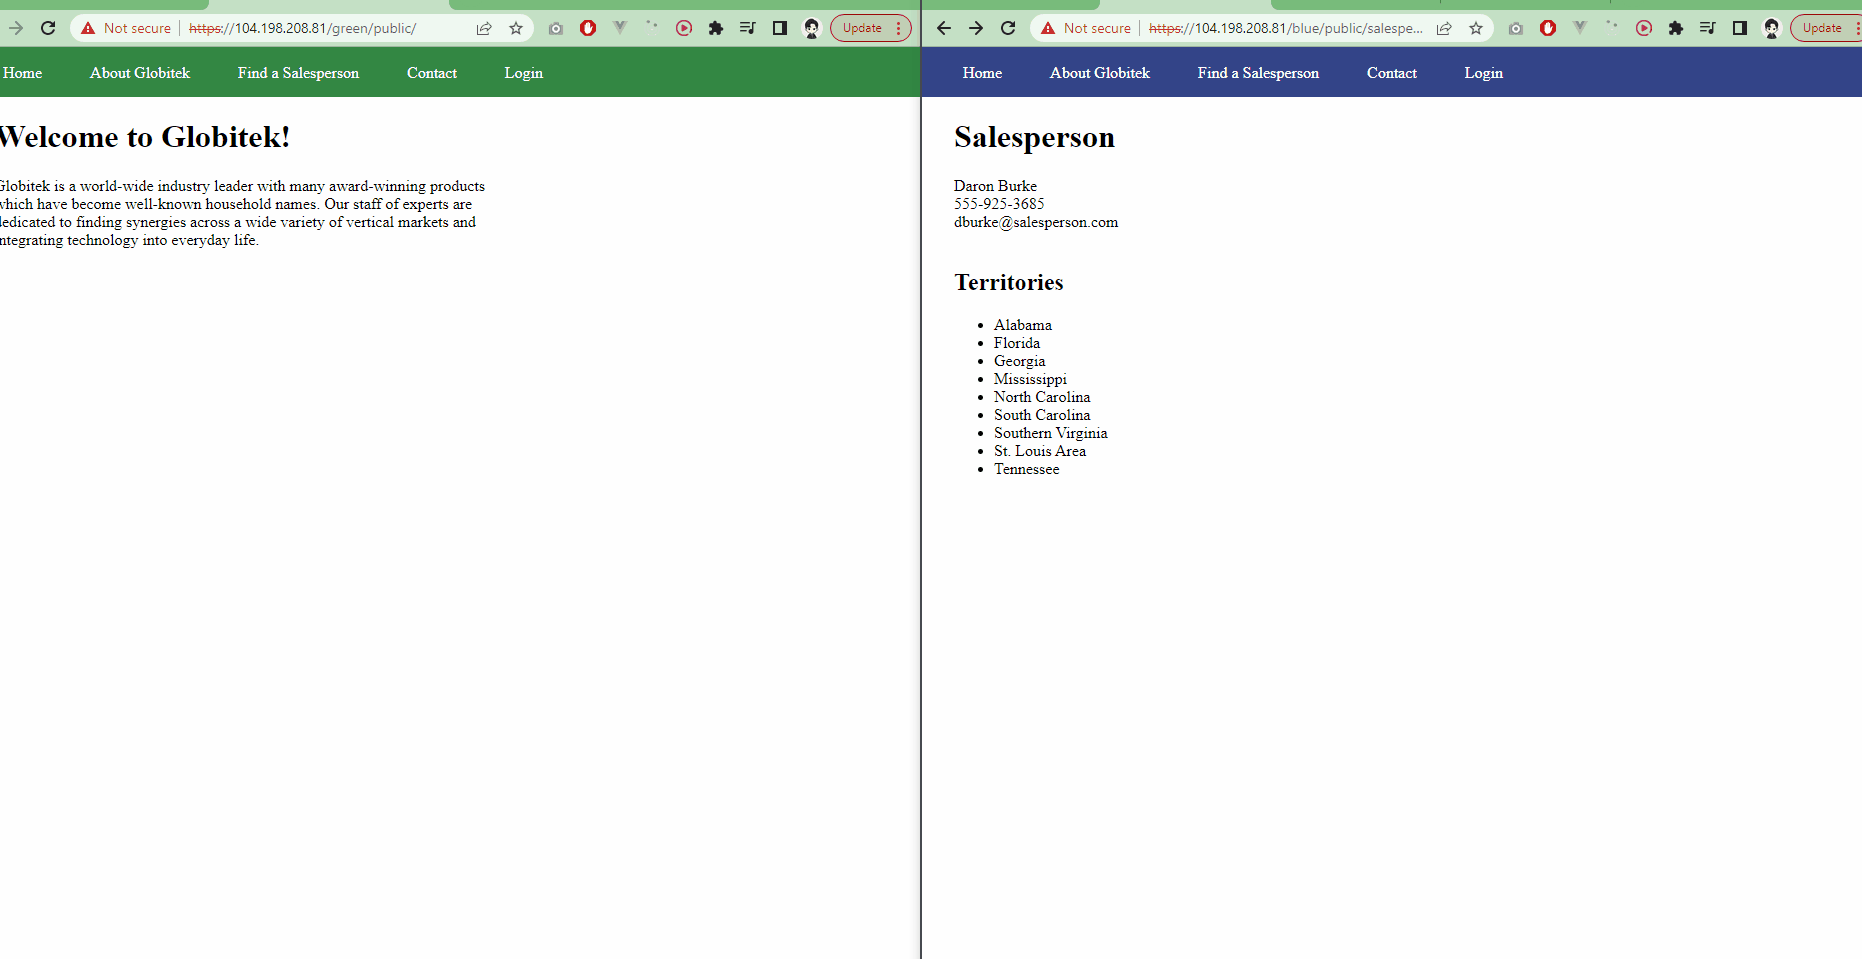 Not secure https://104.198.208.81/green/public/ Update
Home About Globitek Find a Salesperson Contact Login
Welcome to Globitek!
Globitek is a world-wide industry leader with many award-winning products
which have become well-known household names. Our staff of experts are
dedicated to finding synergies across a wide variety of vertical markets and
integrating technology into everyday life.
Not secure https://104.198.208.81/blue/public/salespe... Update
Home About Globitek Find a Salesperson Contact Login
Salesperson
Daron Burke
555-925-3685
dburke@salesperson.com
Territories
• Alabama
• Florida
• Georgia
• Mississippi
• North Carolina
• South Carolina
• Southern Virginia
• St. Louis Area
• Tennessee